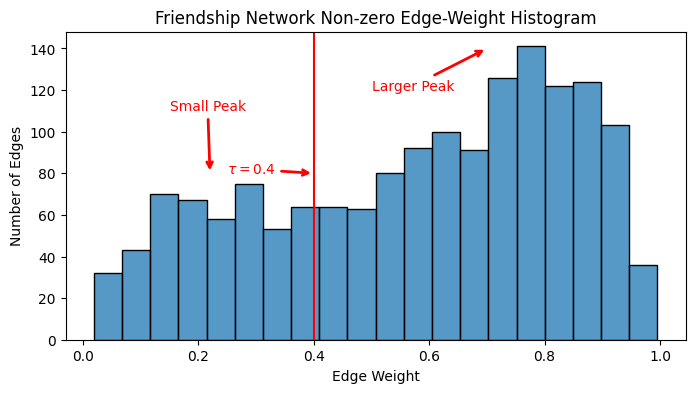 Friendship Network Non-zero Edge-Weight Histogram
Number of Edges
140
120
100
80
60
40
20
0
Larger Peak
Small Peak
τ = 0.4
0.0 0.2 0.4 0.6 0.8 1.0
Edge Weight